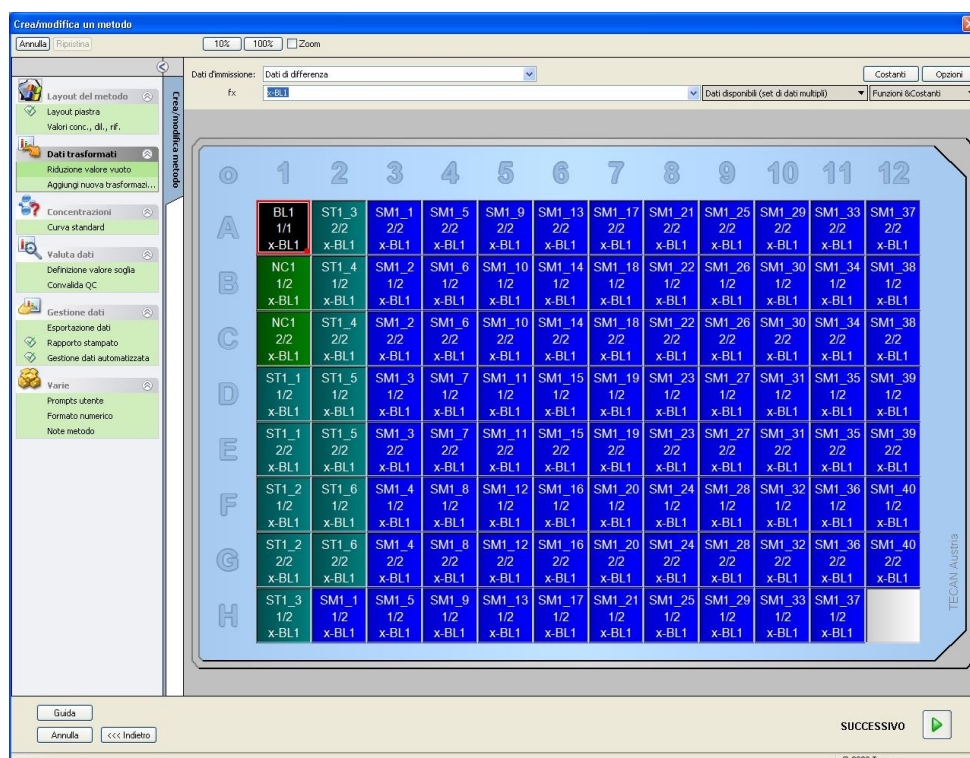 Crea/modifica un metodo
Annulla Ripristina 10% 100% Zoom
Dati d'immissione: Dati di differenza Costanti Opzioni
fx x-BL1 Dati disponibili (set di dati multipli) Funzioni &Costanti
Crea/modifica metodo
Layout del metodo
Layout piastra
Valori conc., dil., rif.
Dati trasformati
Riduzione valore vuoto
Aggiungi nuova trasformazi...
Concentrazioni
Curva standard
Valuta dati
Definizione valore soglia
Convalida QC
Gestione dati
Esportazione dati
Rapporto stampato
Gestione dati automatizzata
Varie
Prompts utente
Formato numerico
Note metodo
o 1 2 3 4 5 6 7 8 9 10 11 12
A
BL1 ST1_3 SM1_1 SM1_5 SM1_9 SM1_13 SM1_17 SM1_21 SM1_25 SM1_29 SM1_33 SM1_37
1/1 2/2 2/2 2/2 2/2 2/2 2/2 2/2 2/2 2/2 2/2 2/2
x-BL1 x-BL1 x-BL1 x-BL1 x-BL1 x-BL1 x-BL1 x-BL1 x-BL1 x-BL1 x-BL1 x-BL1
B
NC1 ST1_4 SM1_2 SM1_6 SM1_10 SM1_14 SM1_18 SM1_22 SM1_26 SM1_30 SM1_34 SM1_38
1/2 1/2 1/2 1/2 1/2 1/2 1/2 1/2 1/2 1/2 1/2 1/2
x-BL1 x-BL1 x-BL1 x-BL1 x-BL1 x-BL1 x-BL1 x-BL1 x-BL1 x-BL1 x-BL1 x-BL1
C
NC1 ST1_4 SM1_2 SM1_6 SM1_10 SM1_14 SM1_18 SM1_22 SM1_26 SM1_30 SM1_34 SM1_38
2/2 2/2 2/2 2/2 2/2 2/2 2/2 2/2 2/2 2/2 2/2 2/2
x-BL1 x-BL1 x-BL1 x-BL1 x-BL1 x-BL1 x-BL1 x-BL1 x-BL1 x-BL1 x-BL1 x-BL1
D
ST1_1 ST1_5 SM1_3 SM1_7 SM1_11 SM1_15 SM1_19 SM1_23 SM1_27 SM1_31 SM1_35 SM1_39
1/2 1/2 1/2 1/2 1/2 1/2 1/2 1/2 1/2 1/2 1/2 1/2
x-BL1 x-BL1 x-BL1 x-BL1 x-BL1 x-BL1 x-BL1 x-BL1 x-BL1 x-BL1 x-BL1 x-BL1
E
ST1_1 ST1_5 SM1_3 SM1_7 SM1_11 SM1_15 SM1_19 SM1_23 SM1_27 SM1_31 SM1_35 SM1_39
2/2 2/2 2/2 2/2 2/2 2/2 2/2 2/2 2/2 2/2 2/2 2/2
x-BL1 x-BL1 x-BL1 x-BL1 x-BL1 x-BL1 x-BL1 x-BL1 x-BL1 x-BL1 x-BL1 x-BL1
F
ST1_2 ST1_6 SM1_4 SM1_8 SM1_12 SM1_16 SM1_20 SM1_24 SM1_28 SM1_32 SM1_36 SM1_40
1/2 1/2 1/2 1/2 1/2 1/2 1/2 1/2 1/2 1/2 1/2 1/2
x-BL1 x-BL1 x-BL1 x-BL1 x-BL1 x-BL1 x-BL1 x-BL1 x-BL1 x-BL1 x-BL1 x-BL1
G
ST1_2 ST1_6 SM1_4 SM1_8 SM1_12 SM1_16 SM1_20 SM1_24 SM1_28 SM1_32 SM1_36 SM1_40
2/2 2/2 2/2 2/2 2/2 2/2 2/2 2/2 2/2 2/2 2/2 2/2
x-BL1 x-BL1 x-BL1 x-BL1 x-BL1 x-BL1 x-BL1 x-BL1 x-BL1 x-BL1 x-BL1 x-BL1
H
ST1_3 SM1_1 SM1_5 SM1_9 SM1_13 SM1_17 SM1_21 SM1_25 SM1_29 SM1_33 SM1_37
1/2 1/2 1/2 1/2 1/2 1/2 1/2 1/2 1/2 1/2 1/2
x-BL1 x-BL1 x-BL1 x-BL1 x-BL1 x-BL1 x-BL1 x-BL1 x-BL1 x-BL1 x-BL1
TECAN Austria
Guida
Annulla <<< Indietro
SUCCESSIVO